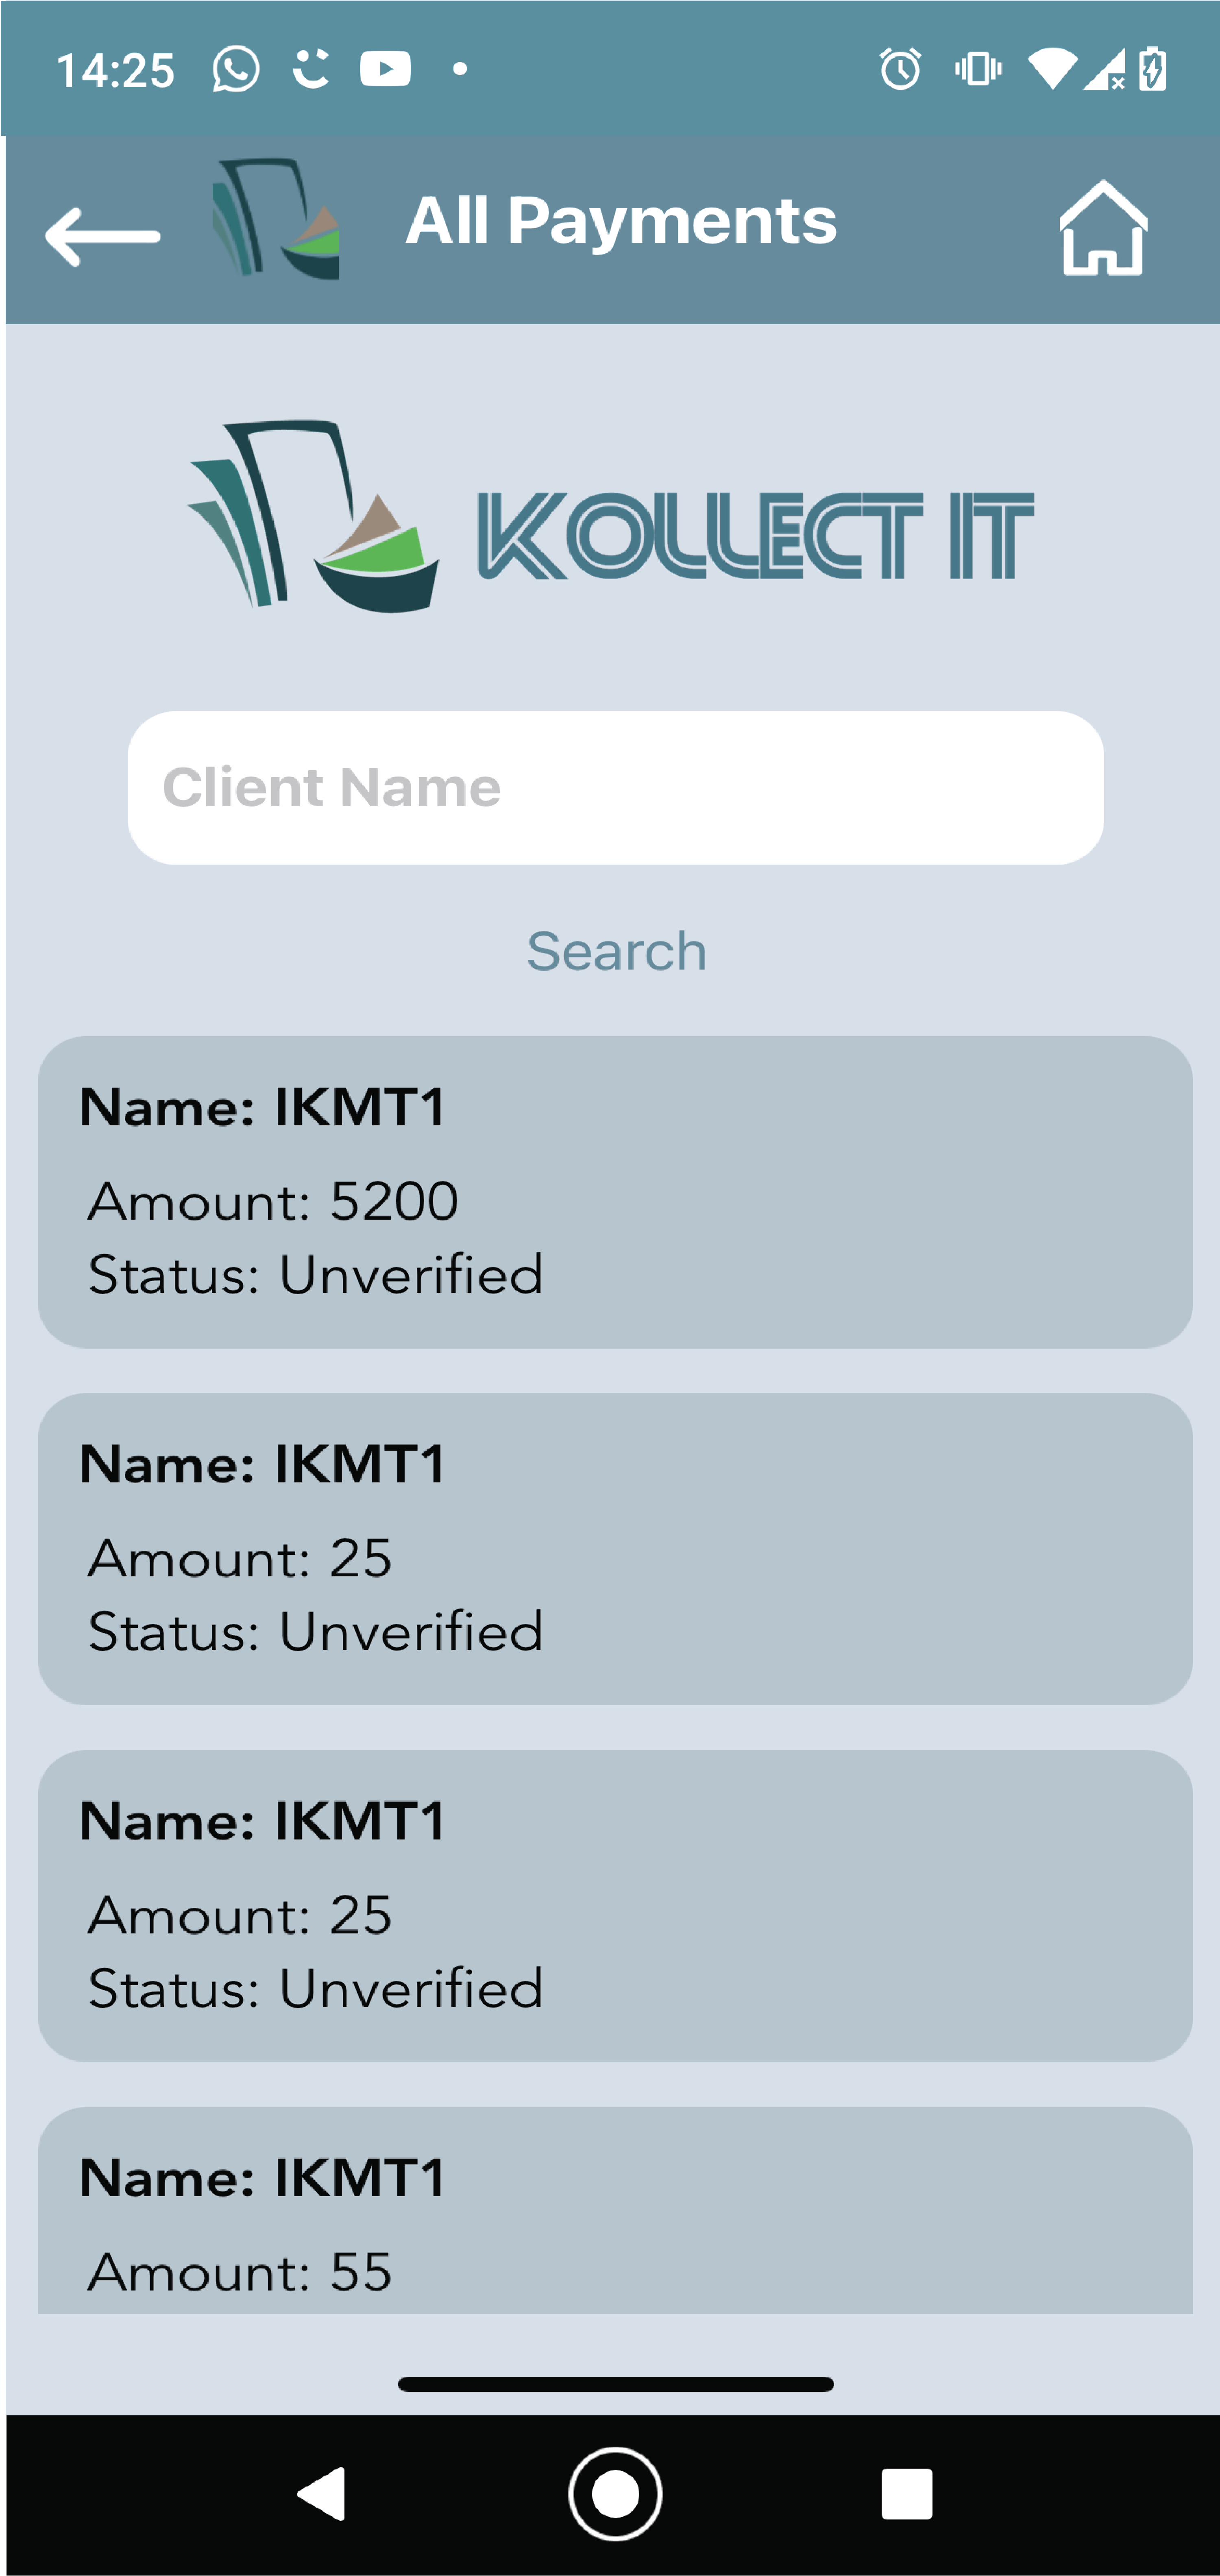 14:25
All Payments
KOLLECT IT
Client Name
Search
Name: IKMT1
Amount: 5200
Status: Unverified
Name: IKMT1
Amount: 25
Status: Unverified
Name: IKMT1
Amount: 25
Status: Unverified
Name: IKMT1
Amount: 55